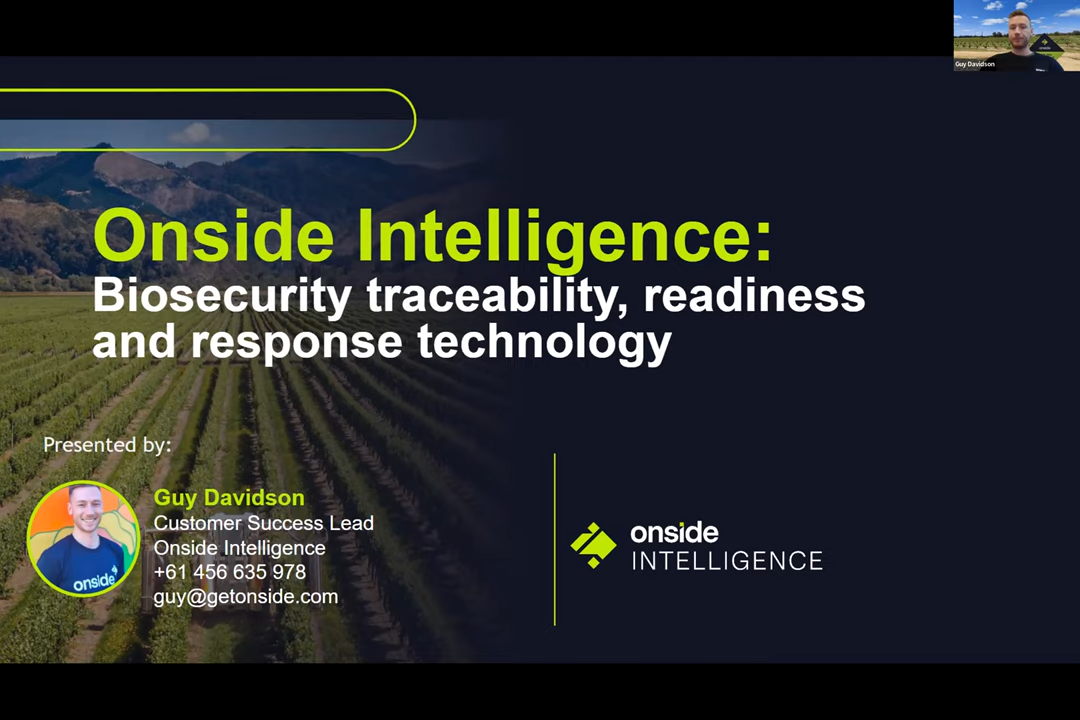 Guy Davidson
Onside Intelligence:
Biosecurity traceability, readiness
and response technology
Presented by:
Guy Davidson
Customer Success Lead
Onside Intelligence
+61 456 635 978
guy@getonside.com
onside
onside
INTELLIGENCE